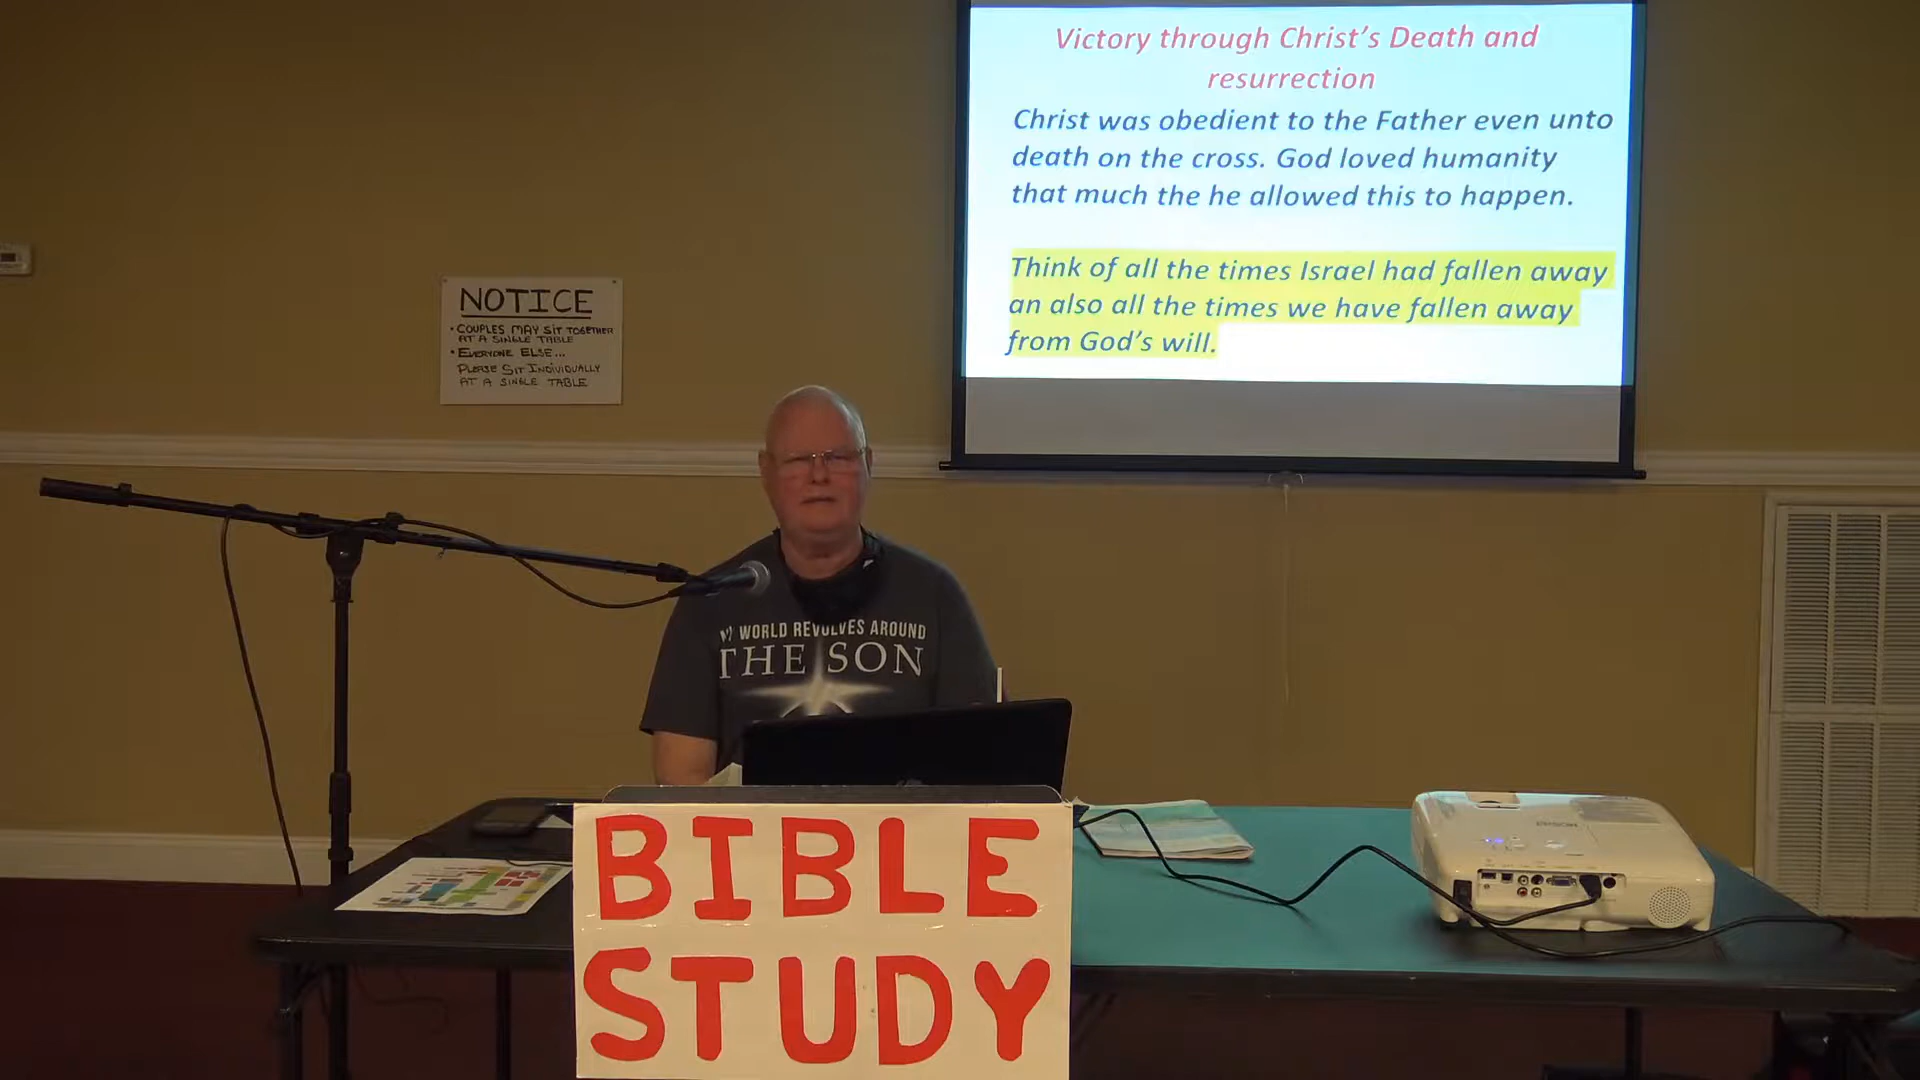 Victory through Christ's Death and
resurrection
Christ was obedient to the Father even unto
death on the cross. God loved humanity
that much the he allowed this to happen.
Think of all the times Israel had fallen away
an also all the times we have fallen away
from God's will.
NOTICE
• COUPLES MAY SIT TOGETHER
AT A SINGLE TABLE
• EVERYONE ELSE...
PLEASE SIT INDIVIDUALLY
AT A SINGLE TABLE
WORLD REVOLVES AROUND
THE SON
BIBLE
STUDY
EPSON